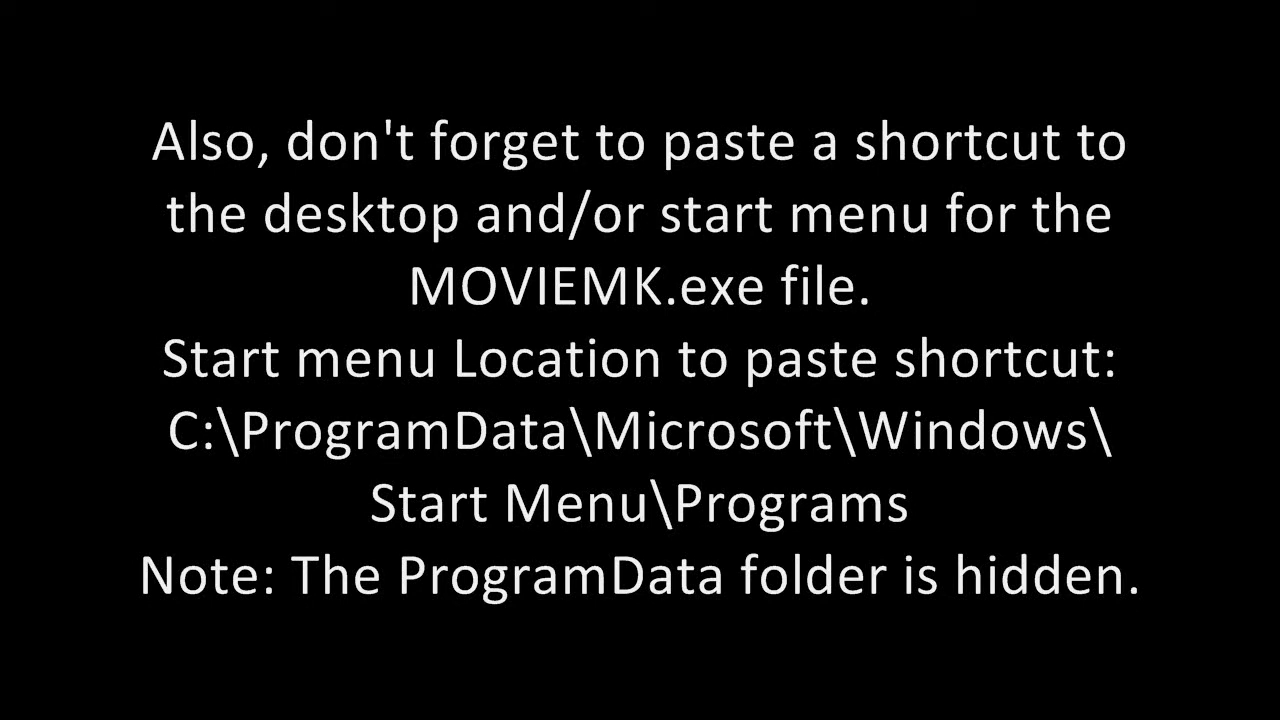 Also, don't forget to paste a shortcut to
the desktop and/or start menu for the
MOVIEMK.exe file.
Start menu Location to paste shortcut:
C:\ProgramData\Microsoft\Windows\
Start Menu\Programs
Note: The ProgramData folder is hidden.